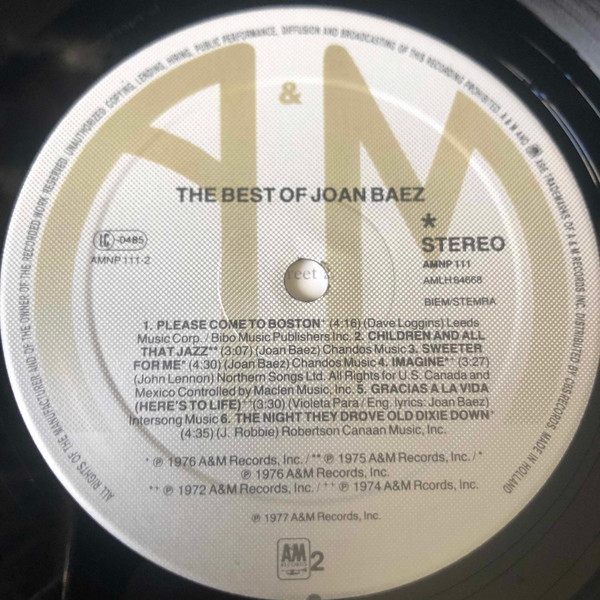 ALL RIGHTS OF THE MANUFACTURER AND OF THE OWNER OF THE RECORDED WORK RESERVED. UNAUTHORIZED COPYING, LENDING, HIRING, PUBLIC PERFORMANCE, DIFFUSION AND BROADCASTING OF THIS RECORD PROHIBITED. A&M AND ARE TRADEMARKS OF A&M RECORDS INC. DISTRIBUTED BY CBS RECORDS. MADE IN HOLLAND
A&M
THE BEST OF JOAN BAEZ
*
STEREO
-0485
AMNP 111-2
AMNP 111
AMLH 64668
BIEM/STEMRA
reet
1. PLEASE COME TO BOSTON* (4:16) (Dave Loggins) Leeds
Music Corp. / Bibo Music Publishers Inc. 2. CHILDREN AND ALL
THAT JAZZ** (3:07) (Joan Baez) Chandos Music 3. SWEETER
FOR ME* (4:30) (Joan Baez) Chandos Music 4. IMAGINE** (3:27)
(John Lennon) Northern Songs Ltd. All Rights for U.S. Canada and
Mexico Controlled by Maclen Music, Inc. 5. GRACIAS A LA VIDA
(HERE'S TO LIFE)** (3:30) (Violeta Para / Eng. lyrics: Joan Baez)
Intersong Music 6. THE NIGHT THEY DROVE OLD DIXIE DOWN*
(4:35) (J. Robbie) Robertson Canaan Music, Inc.
* ℗ 1976 A&M Records, Inc. / ** ℗ 1975 A&M Records, Inc. / *
℗ 1976 A&M Records, Inc.
** ℗ 1972 A&M Records, Inc. / ** ℗ 1974 A&M Records, Inc.
℗ 1977 A&M Records, Inc.
A&M
2